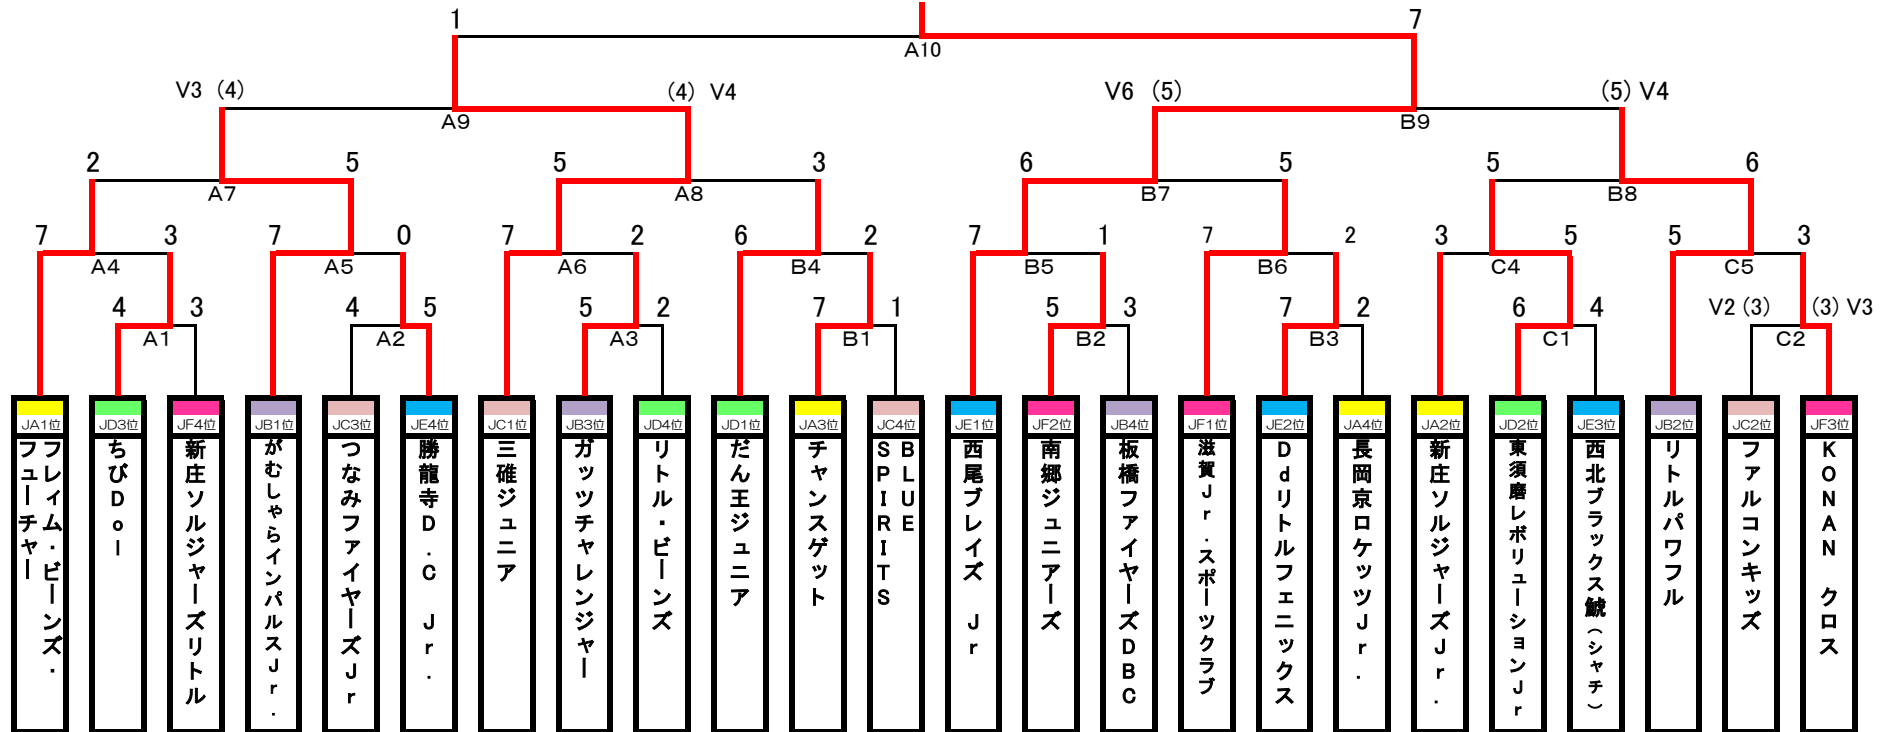 1 7
A10
V3 (4) (4) V4 V6 (5) (5) V4
A9 B9
2 5 5 3 6 5 5 6
A7 A8 B7 B8
7 3 7 0 7 2 6 2 7 1 7 2 3 5 5 3
A4 A5 A6 B4 B5 B6 C4 C5
4 3 4 5 5 2 7 1 5 3 7 2 6 4 V2 (3) (3) V3
A1 A2 A3 B1 B2 B3 C1 C2
JA1位 JD3位 JF4位 JB1位 JC3位 JE4位 JC1位 JB3位 JD4位 JD1位 JA3位 JC4位 JE1位 JF2位 JB4位 JF1位 JE2位 JA4位 JA2位 JD2位 JE3位 JB2位 JC2位 JF3位
フレイム・ビーンズ・
フューチャー
ちびDoー
新庄ソルジャーズリトル
がむしゃらインパルスJr.
つなみファイヤーズJr
勝龍寺D.C Jr.
三碓ジュニア
ガッツチャレンジャー
リトル・ビーンズ
だん王ジュニア
チャンスゲット
BLUE
SPIRITS
西尾ブレイズ Jr
南郷ジュニアーズ
板橋ファイヤーズDBC
滋賀Jr.スポーツクラブ
Ddリトルフェニックス
長岡京ロケッツJr.
新庄ソルジャーズJr.
東須磨レボリューションJr
西北ブラックス鯱(シャチ)
リトルパワフル
ファルコンキッズ
KONAN クロス